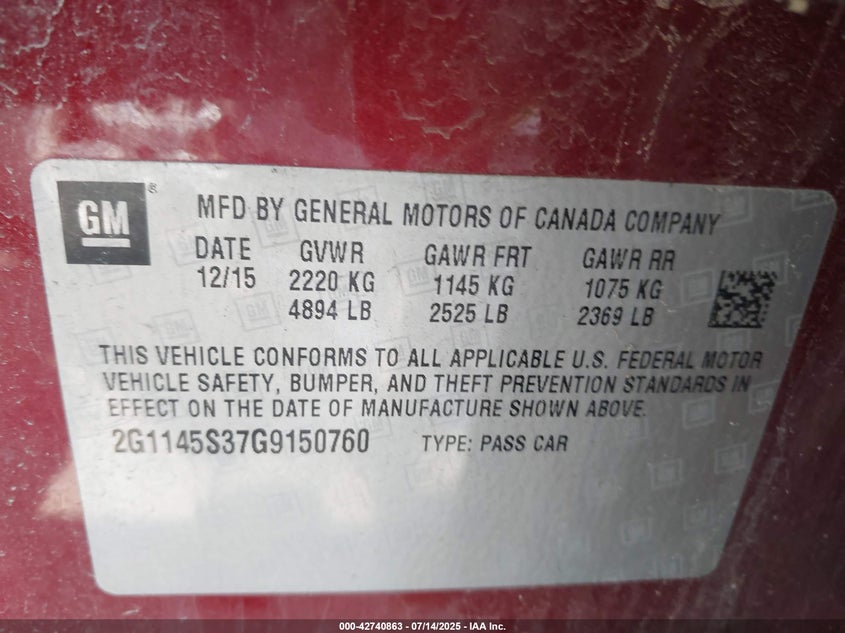 GM ®
MFD BY GENERAL MOTORS OF CANADA COMPANY
DATE GVWR GAWR FRT GAWR RR
12/15 2220 KG 1145 KG 1075 KG
4894 LB 2525 LB 2369 LB
THIS VEHICLE CONFORMS TO ALL APPLICABLE U.S. FEDERAL MOTOR
VEHICLE SAFETY, BUMPER, AND THEFT PREVENTION STANDARDS IN
EFFECT ON THE DATE OF MANUFACTURE SHOWN ABOVE.
2G1145S37G9150760 TYPE: PASS CAR
000-42740863 - 07/14/2025 - IAA Inc.